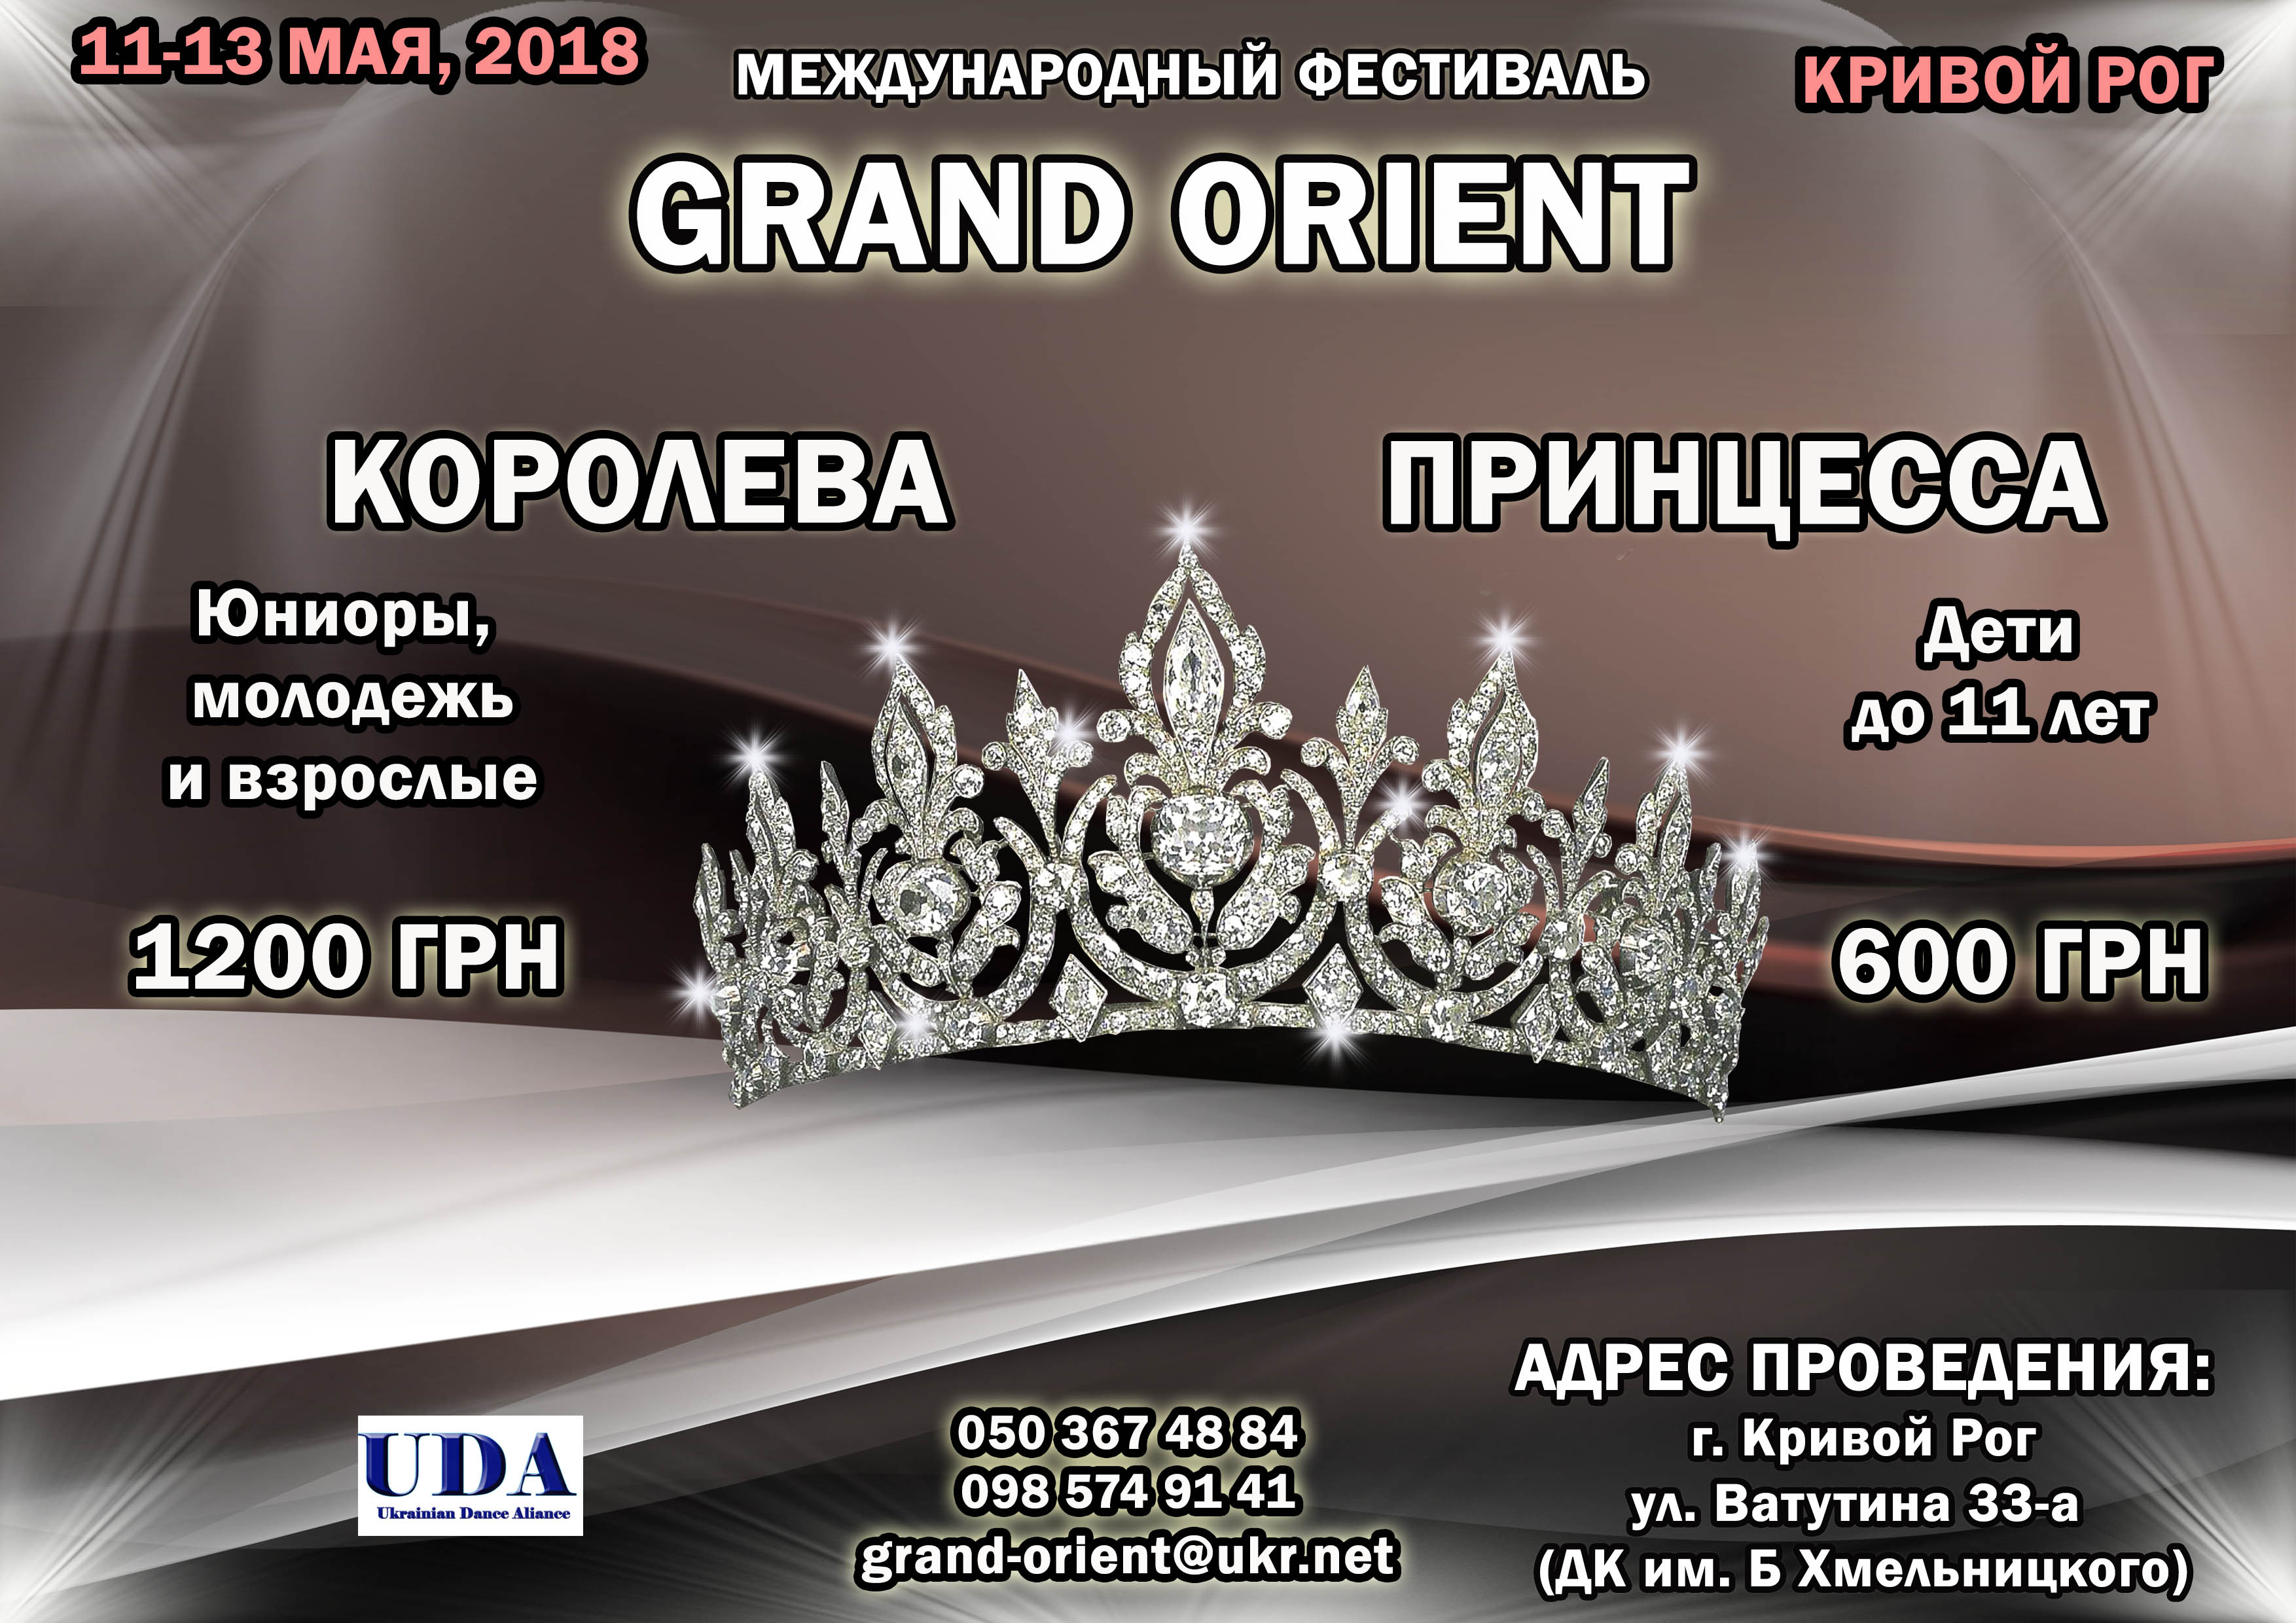 11-13 МАЯ, 2018
МЕЖДУНАРОДНЫЙ ФЕСТИВАЛЬ
КРИВОЙ РОГ
GRAND ORIENT
КОРОЛЕВА
Юниоры,
молодежь
и взрослые
1200 ГРН
ПРИНЦЕССА
Дети
до 11 лет
600 ГРН
UDA
Ukrainian Dance Aliance
050 367 48 84
098 574 91 41
grand-orient@ukr.net
АДРЕС ПРОВЕДЕНИЯ:
г. Кривой Рог
ул. Ватутина 33-а
(ДК им. Б Хмельницкого)